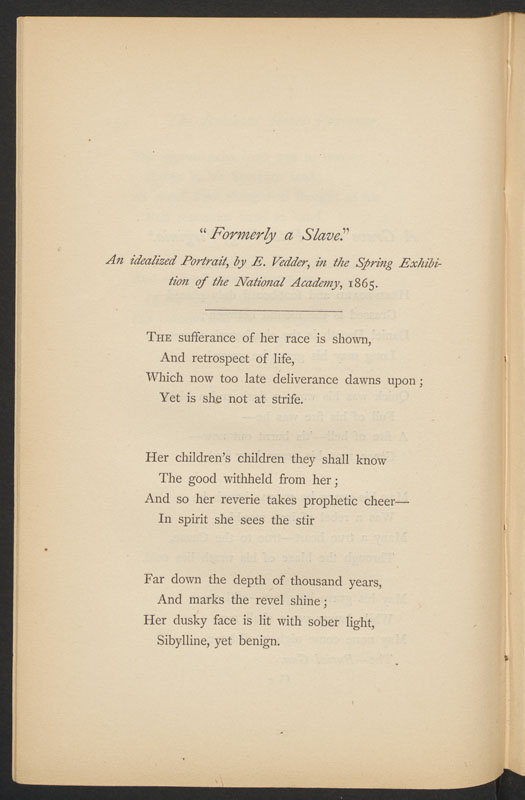 “Formerly a Slave.”
An idealized Portrait, by E. Vedder, in the Spring Exhibi-
tion of the National Academy, 1865.
THE sufferance of her race is shown,
And retrospect of life,
Which now too late deliverance dawns upon;
Yet is she not at strife.
Her children's children they shall know
The good withheld from her;
And so her reverie takes prophetic cheer—
In spirit she sees the stir
Far down the depth of thousand years,
And marks the revel shine;
Her dusky face is lit with sober light,
Sibylline, yet benign.